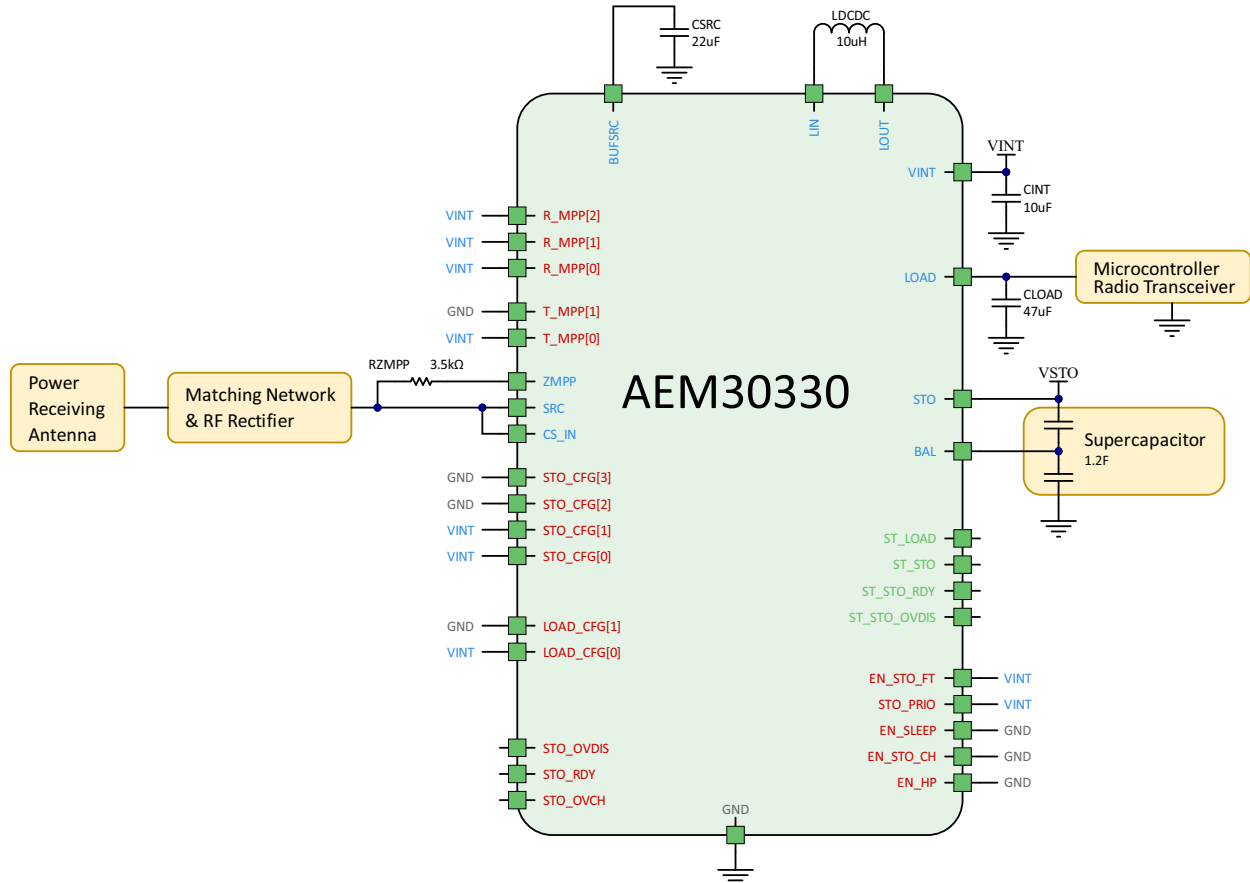 CSRC
22uF
LDCDC
10uH
BUFSRC
LIN
LOUT
VINT
VINT
CINT
10uF
VINT
R_MPP[2]
VINT
R_MPP[1]
VINT
R_MPP[0]
LOAD
CLOAD
47uF
Microcontroller
Radio Transceiver
GND
T_MPP[1]
VINT
T_MPP[0]
RZMPP
3.5kΩ
ZMPP
SRC
CS_IN
Power
Receiving
Antenna
Matching Network
& RF Rectifier
AEM30330
VSTO
STO
BAL
Supercapacitor
1.2F
GND
STO_CFG[3]
GND
STO_CFG[2]
VINT
STO_CFG[1]
VINT
STO_CFG[0]
ST_LOAD
ST_STO
ST_STO_RDY
ST_STO_OVDIS
GND
LOAD_CFG[1]
VINT
LOAD_CFG[0]
EN_STO_FT
VINT
STO_PRIO
VINT
EN_SLEEP
GND
EN_STO_CH
GND
EN_HP
GND
STO_OVDIS
STO_RDY
STO_OVCH
GND